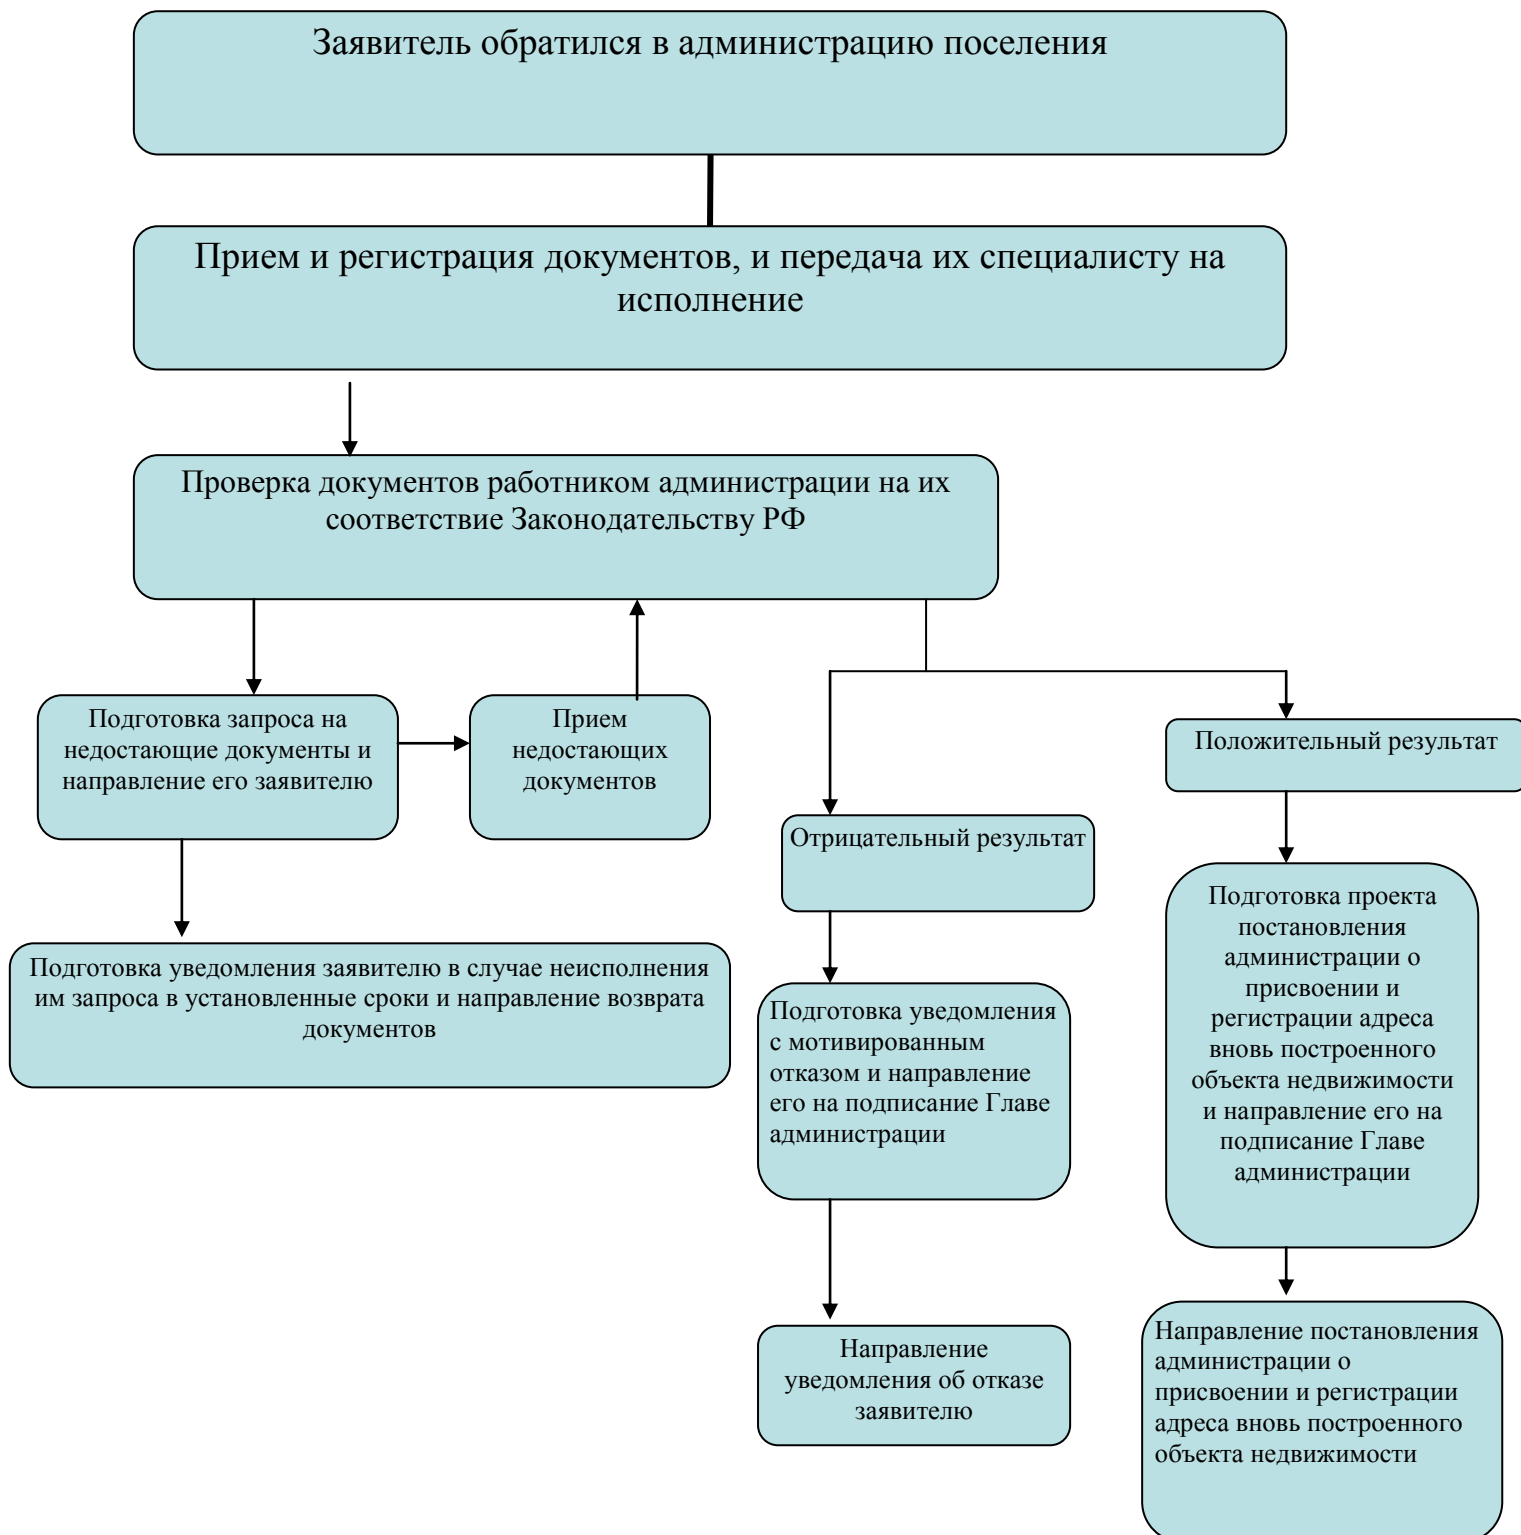 Заявитель обратился в администрацию поселения
Прием и регистрация документов, и передача их специалисту на
исполнение
Проверка документов работником администрации на их
соответствие Законодательству РФ
Подготовка запроса на
недостающие документы и
направление его заявителю
Прием
недостающих
документов
Положительный результат
Отрицательный результат
Подготовка уведомления заявителю в случае неисполнения
им запроса в установленные сроки и направление возврата
документов
Подготовка уведомления
с мотивированным
отказом и направление
его на подписание Главе
администрации
Подготовка проекта
постановления
администрации о
присвоении и
регистрации адреса
вновь построенного
объекта недвижимости
и направление его на
подписание Главе
администрации
Направление
уведомления об отказе
заявителю
Направление постановления
администрации о
присвоении и регистрации
адреса вновь построенного
объекта недвижимости